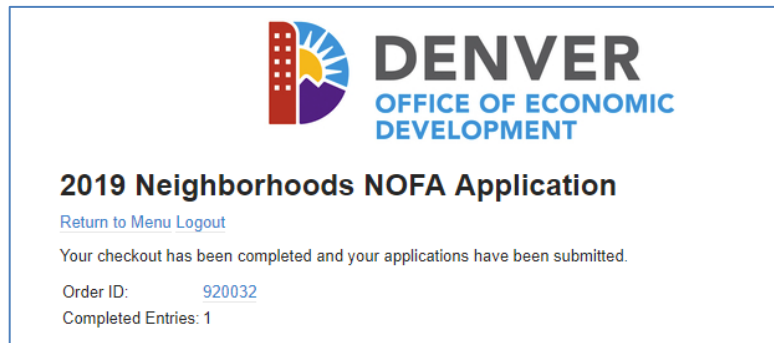 DENVER
OFFICE OF ECONOMIC
DEVELOPMENT
2019 Neighborhoods NOFA Application
Return to Menu Logout
Your checkout has been completed and your applications have been submitted.
Order ID: 920032
Completed Entries: 1